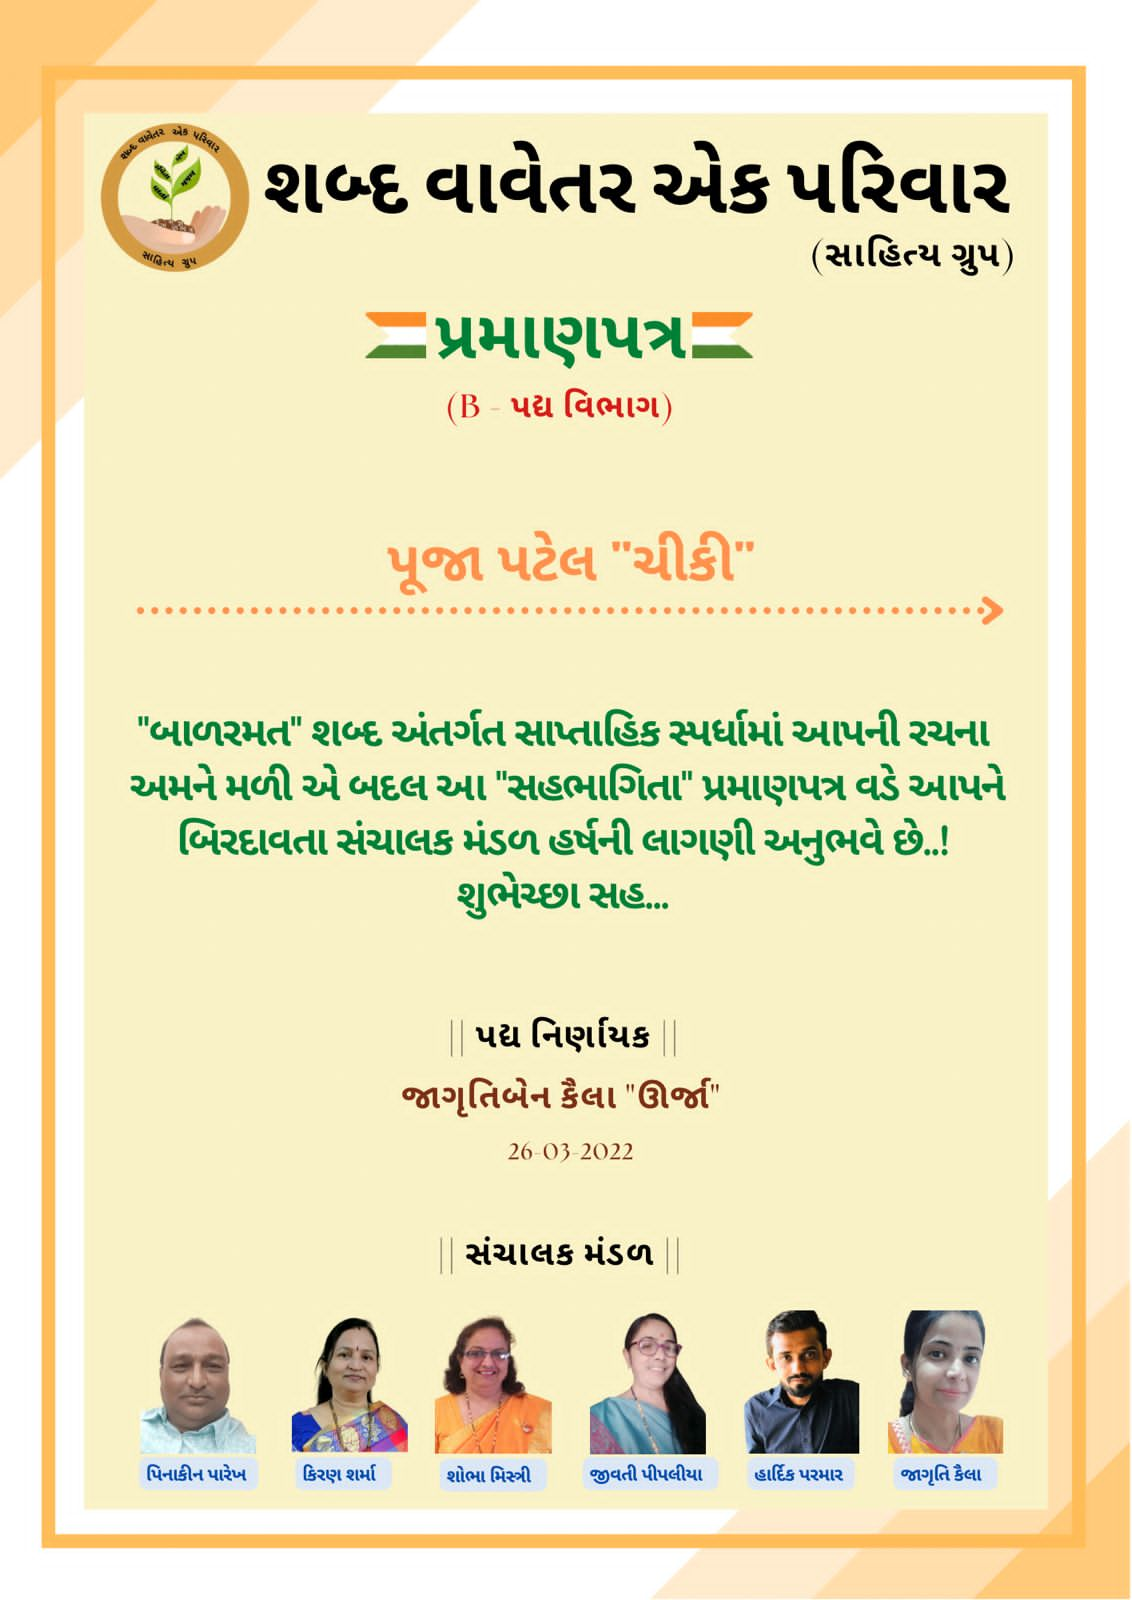 શબ્દ વાવેતર એક પરિવાર
સાહિત્ય ગ્રુપ
શબ્દ વાવેતર એક પરિવાર
(સાહિત્ય ગ્રુપ)
પ્રમાણપત્ર
(B - પદ્ય વિભાગ)
પૂજા પટેલ "ચીકી"
"બાળરમત" શબ્દ અંતર્ગત સાપ્તાહિક સ્પર્ધામાં આપની રચના
અમને મળી એ બદલ આ "સહભાગિતા" પ્રમાણપત્ર વડે આપને
બિરદાવતા સંચાલક મંડળ હર્ષની લાગણી અનુભવે છે..!
શુભેચ્છા સહ...
|| પદ્ય નિર્ણાયક ||
જાગૃતિબેન કૈલા "ઊર્જા"
26-03-2022
|| સંચાલક મંડળ ||
પિનાકીન પારેખ કિરણ શર્મા શોભા મિસ્ત્રી જીવતી પીપલીયા હાર્દિક પરમાર જાગૃતિ કૈલા